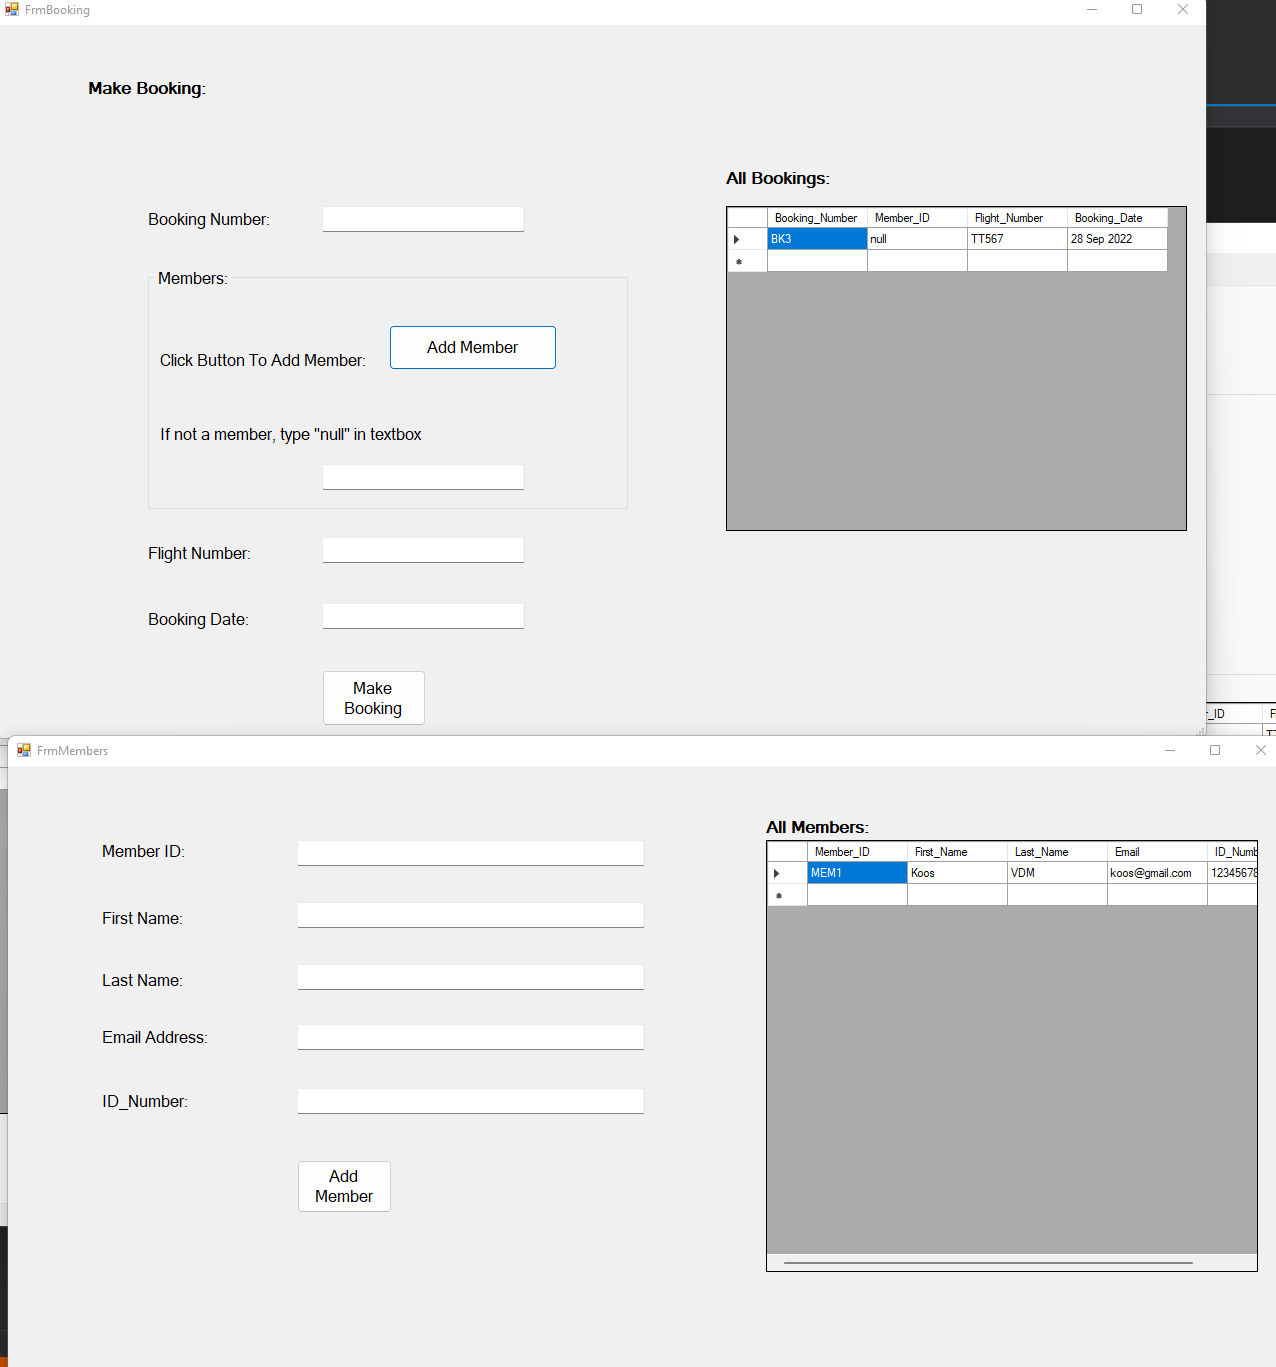 FrmBooking
Make Booking:
All Bookings:
Booking Number:
Booking_Number Member_ID Flight_Number Booking_Date
BK3 null TT567 28 Sep 2022
Members:
Click Button To Add Member:
Add Member
If not a member, type "null" in textbox
Flight Number:
Booking Date:
Make
Booking
_ID
FrmMembers
All Members:
Member ID:
Member_ID First_Name Last_Name Email ID_Numb
MEM1 Koos VDM koos@gmail.com 12345678
First Name:
Last Name:
Email Address:
ID_Number:
Add
Member